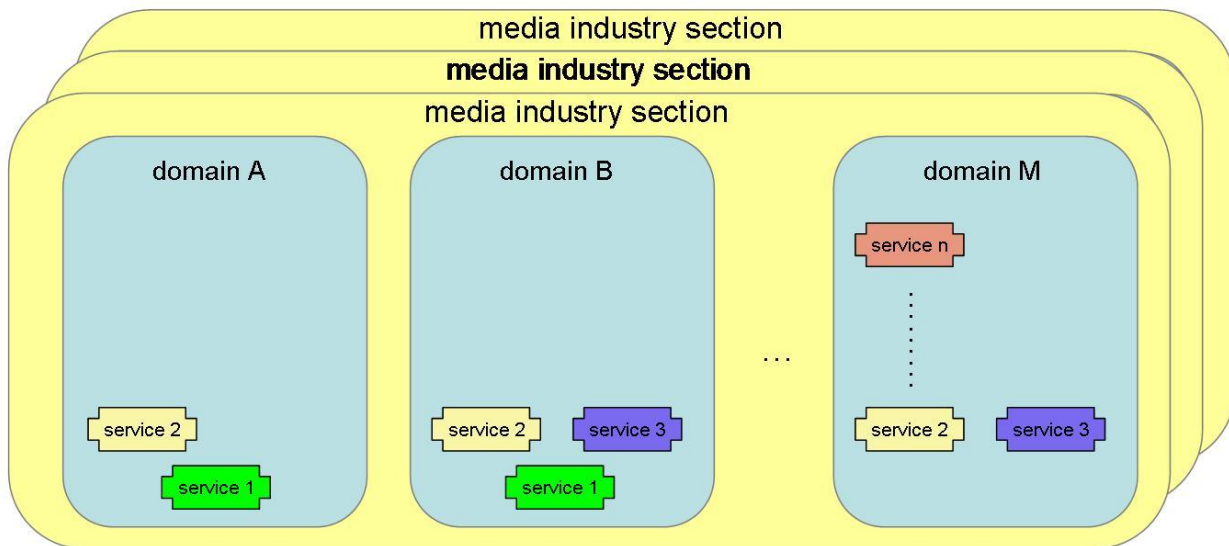 media industry section
media industry section
media industry section
domain A
domain B
domain M
service n
...
service 2
service 2
service 3
service 2
service 3
service 1
service 1